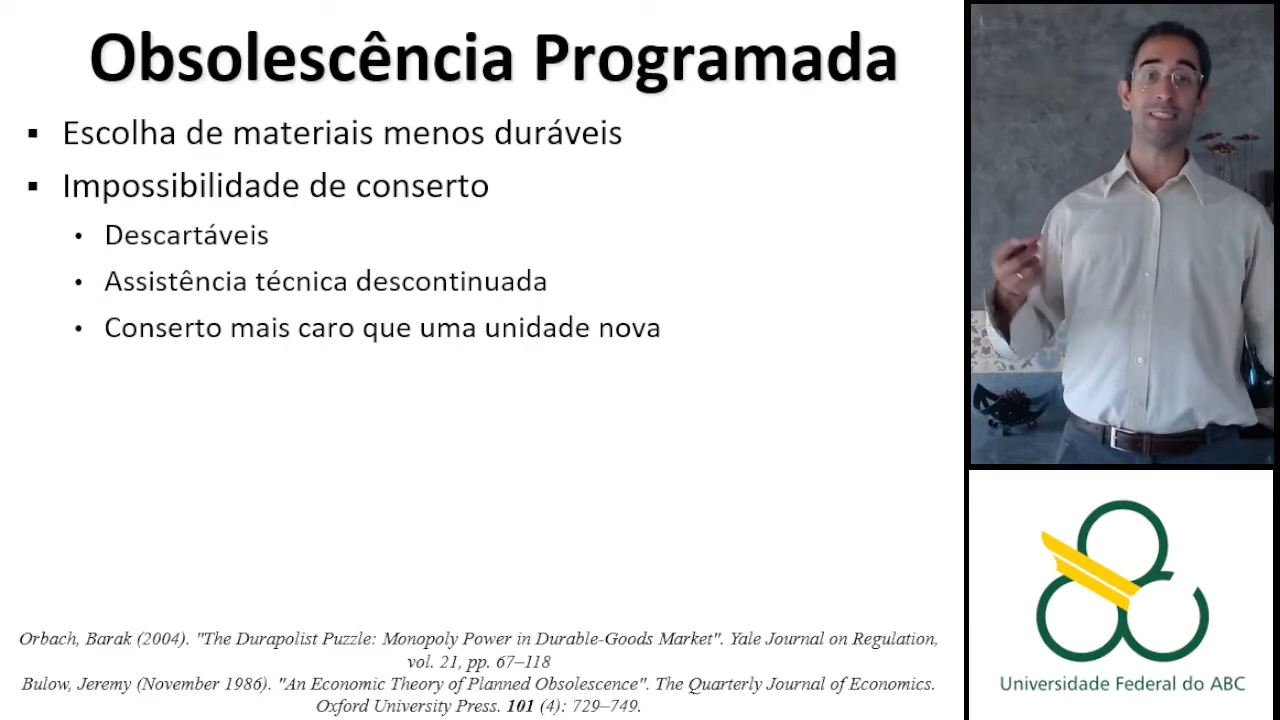 Obsolescência Programada
▪ Escolha de materiais menos duráveis
▪ Impossibilidade de conserto
• Descartáveis
• Assistência técnica descontinuada
• Conserto mais caro que uma unidade nova
Orbach, Barak (2004). "The Durapolist Puzzle: Monopoly Power in Durable-Goods Market". Yale Journal on Regulation,
vol. 21, pp. 67–118
Bulow, Jeremy (November 1986). "An Economic Theory of Planned Obsolescence". The Quarterly Journal of Economics.
Oxford University Press. 101 (4): 729–749.
Universidade Federal do ABC